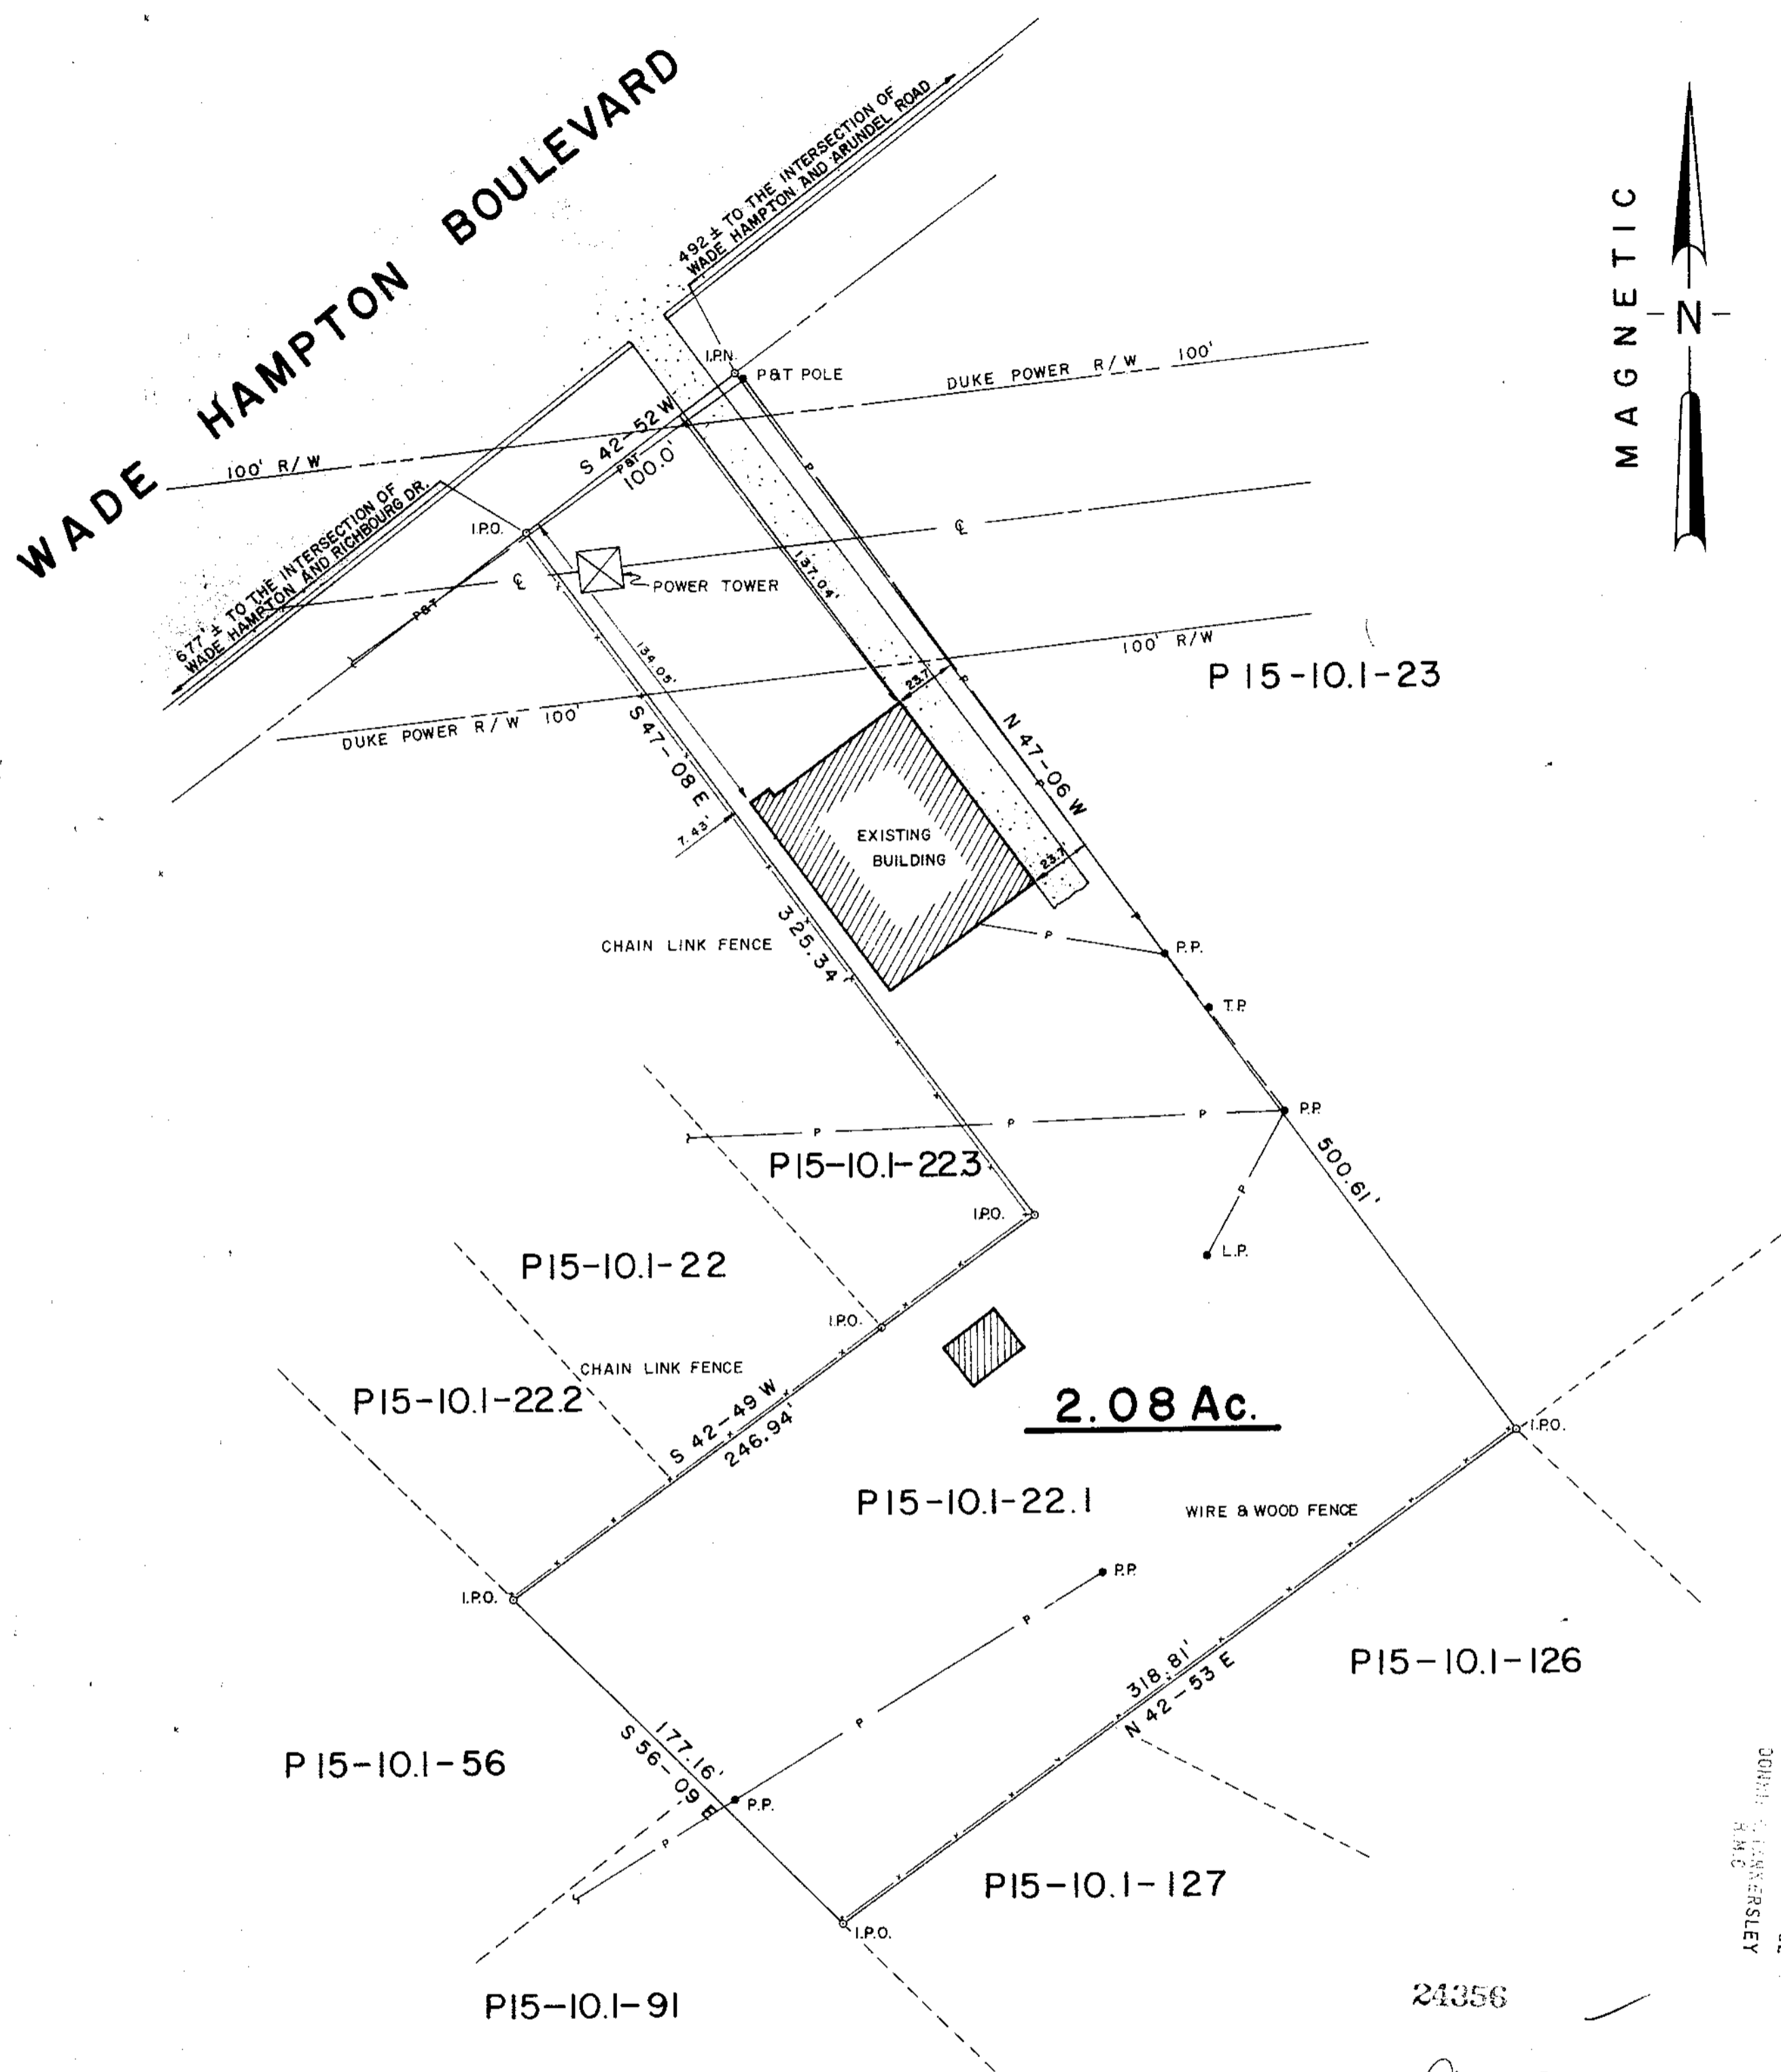 WADE HAMPTON BOULEVARD
492± TO THE INTERSECTION OF
WADE HAMPTON AND ARUNDEL ROAD
MAGNETIC
N
I.P.N.
P&T POLE
DUKE POWER R/W 100'
S 42-52 W
P&T
100.0'
100' R/W
677'± TO THE INTERSECTION OF
WADE HAMPTON AND RICHBOURG DR.
I.P.O.
℄
℄
POWER TOWER
P&T
137.04'
134.05'
P
100' R/W
P 15-10.1-23
23.7
P
DUKE POWER R/W 100'
S 47-08 E
N 47-06 W
P
7.43'
EXISTING
BUILDING
23.7
CHAIN LINK FENCE
325.34'
P
P.P.
T.P.
P.P.
P
P
P
500.61'
P15-10.1-22.3
P
I.P.O.
L.P.
P15-10.1-22
I.P.O.
CHAIN LINK FENCE
P15-10.1-22.2
2.08 Ac.
S 42-49 W
246.94'
I.P.O.
P15-10.1-22.1
WIRE & WOOD FENCE
P.P.
I.P.O.
P
318.81'
N 42-53 E
P15-10.1-126
P
177.16'
S 56-09 E
P 15-10.1-56
P.P.
P
P15-10.1-127
I.P.O.
P15-10.1-91
R.M.C
24356